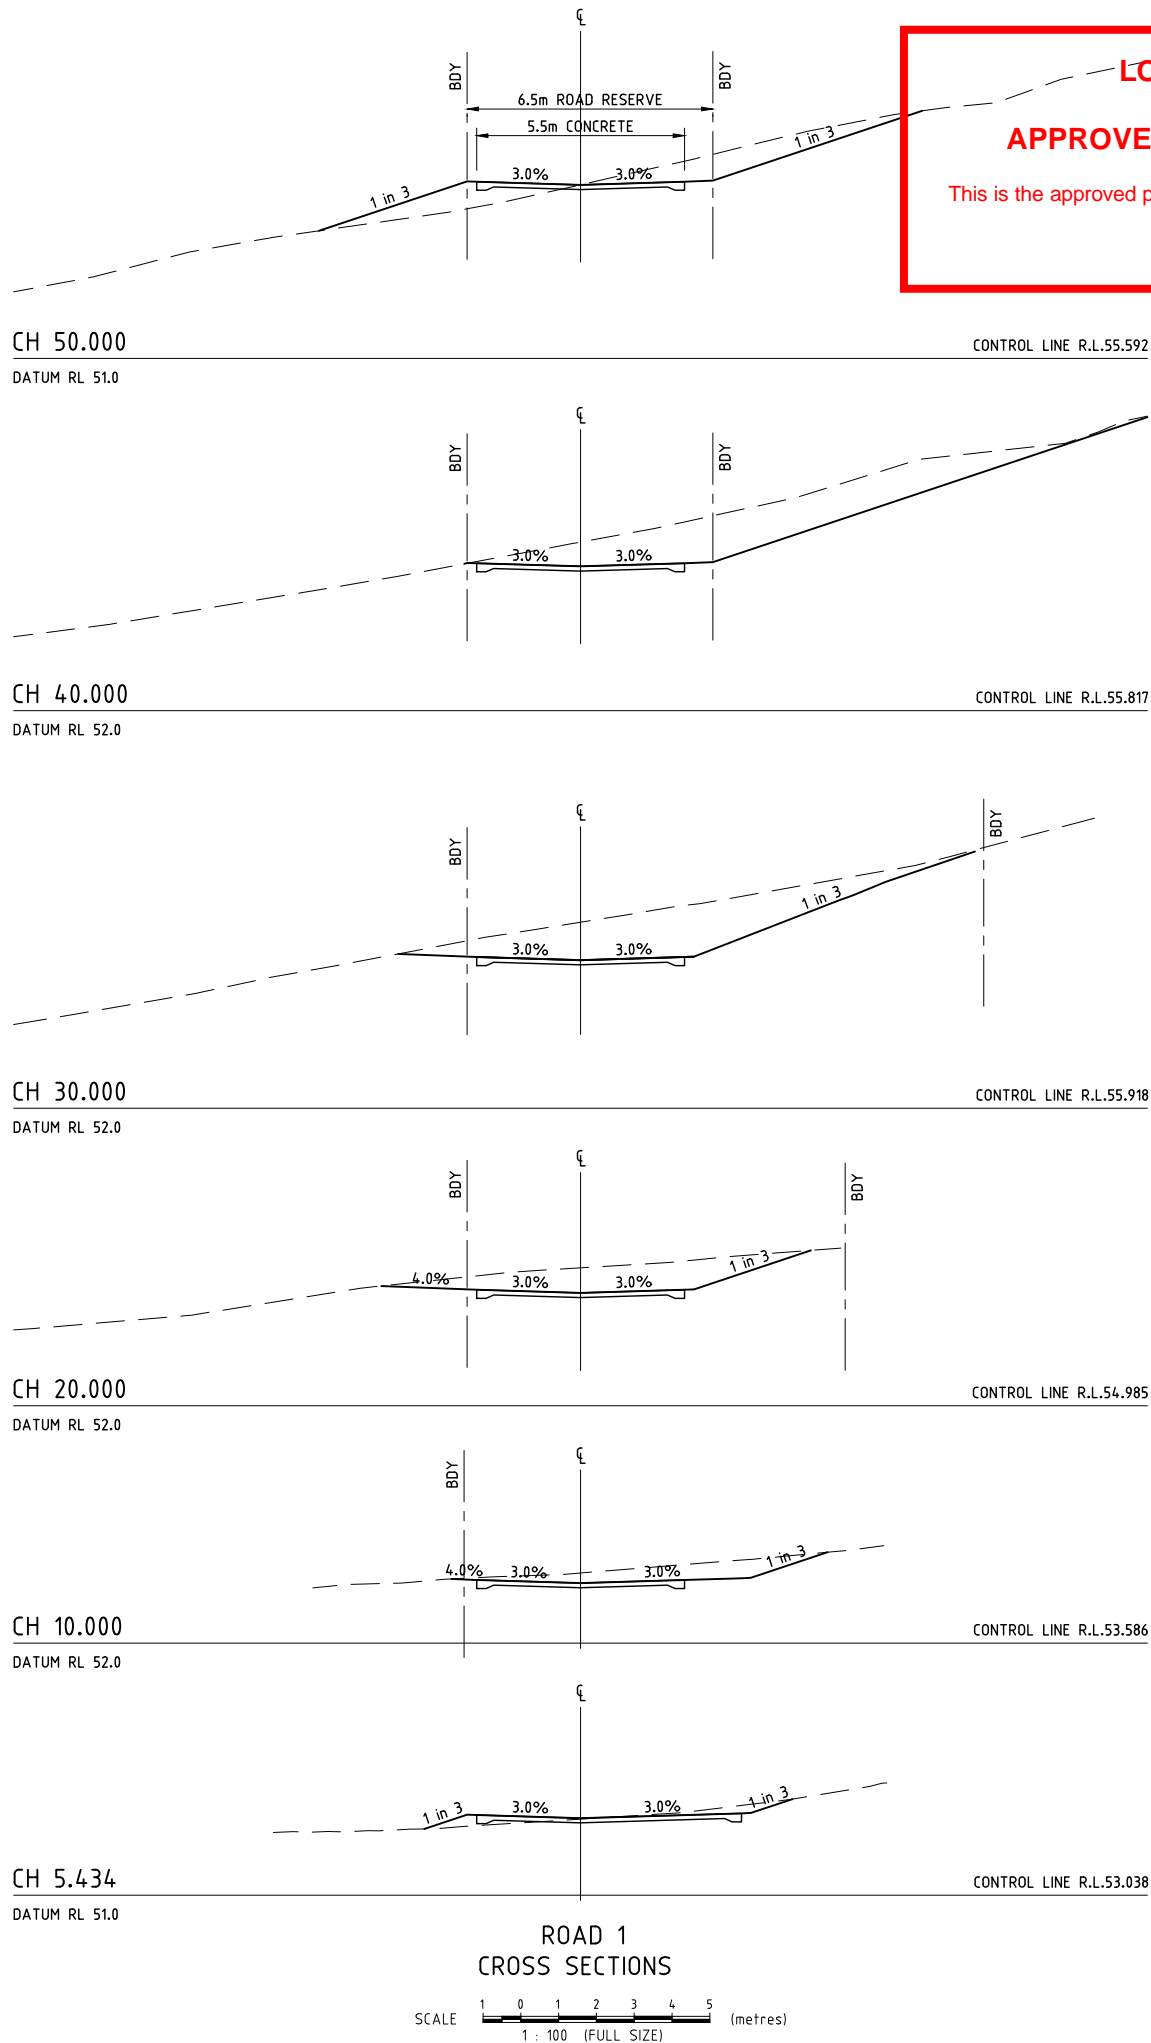 ℄
BDY
BDY
LO
6.5m ROAD RESERVE
5.5m CONCRETE
APPROVE
1 in 3
3.0% 3.0%
1 in 3
This is the approved p
CH 50.000
CONTROL LINE R.L.55.592
DATUM RL 51.0
℄
BDY
BDY
3.0% 3.0%
CH 40.000
CONTROL LINE R.L.55.817
DATUM RL 52.0
℄
BDY
BDY
1 in 3
3.0% 3.0%
CH 30.000
CONTROL LINE R.L.55.918
DATUM RL 52.0
℄
BDY
BDY
1 in 3
4.0% 3.0% 3.0%
CH 20.000
CONTROL LINE R.L.54.985
DATUM RL 52.0
℄
BDY
1 in 3
4.0% 3.0% 3.0%
CH 10.000
CONTROL LINE R.L.53.586
DATUM RL 52.0
℄
1 in 3
1 in 3 3.0% 3.0%
CH 5.434
CONTROL LINE R.L.53.038
DATUM RL 51.0
ROAD 1
CROSS SECTIONS
1 0 1 2 3 4 5
SCALE (metres)
1 : 100 (FULL SIZE)